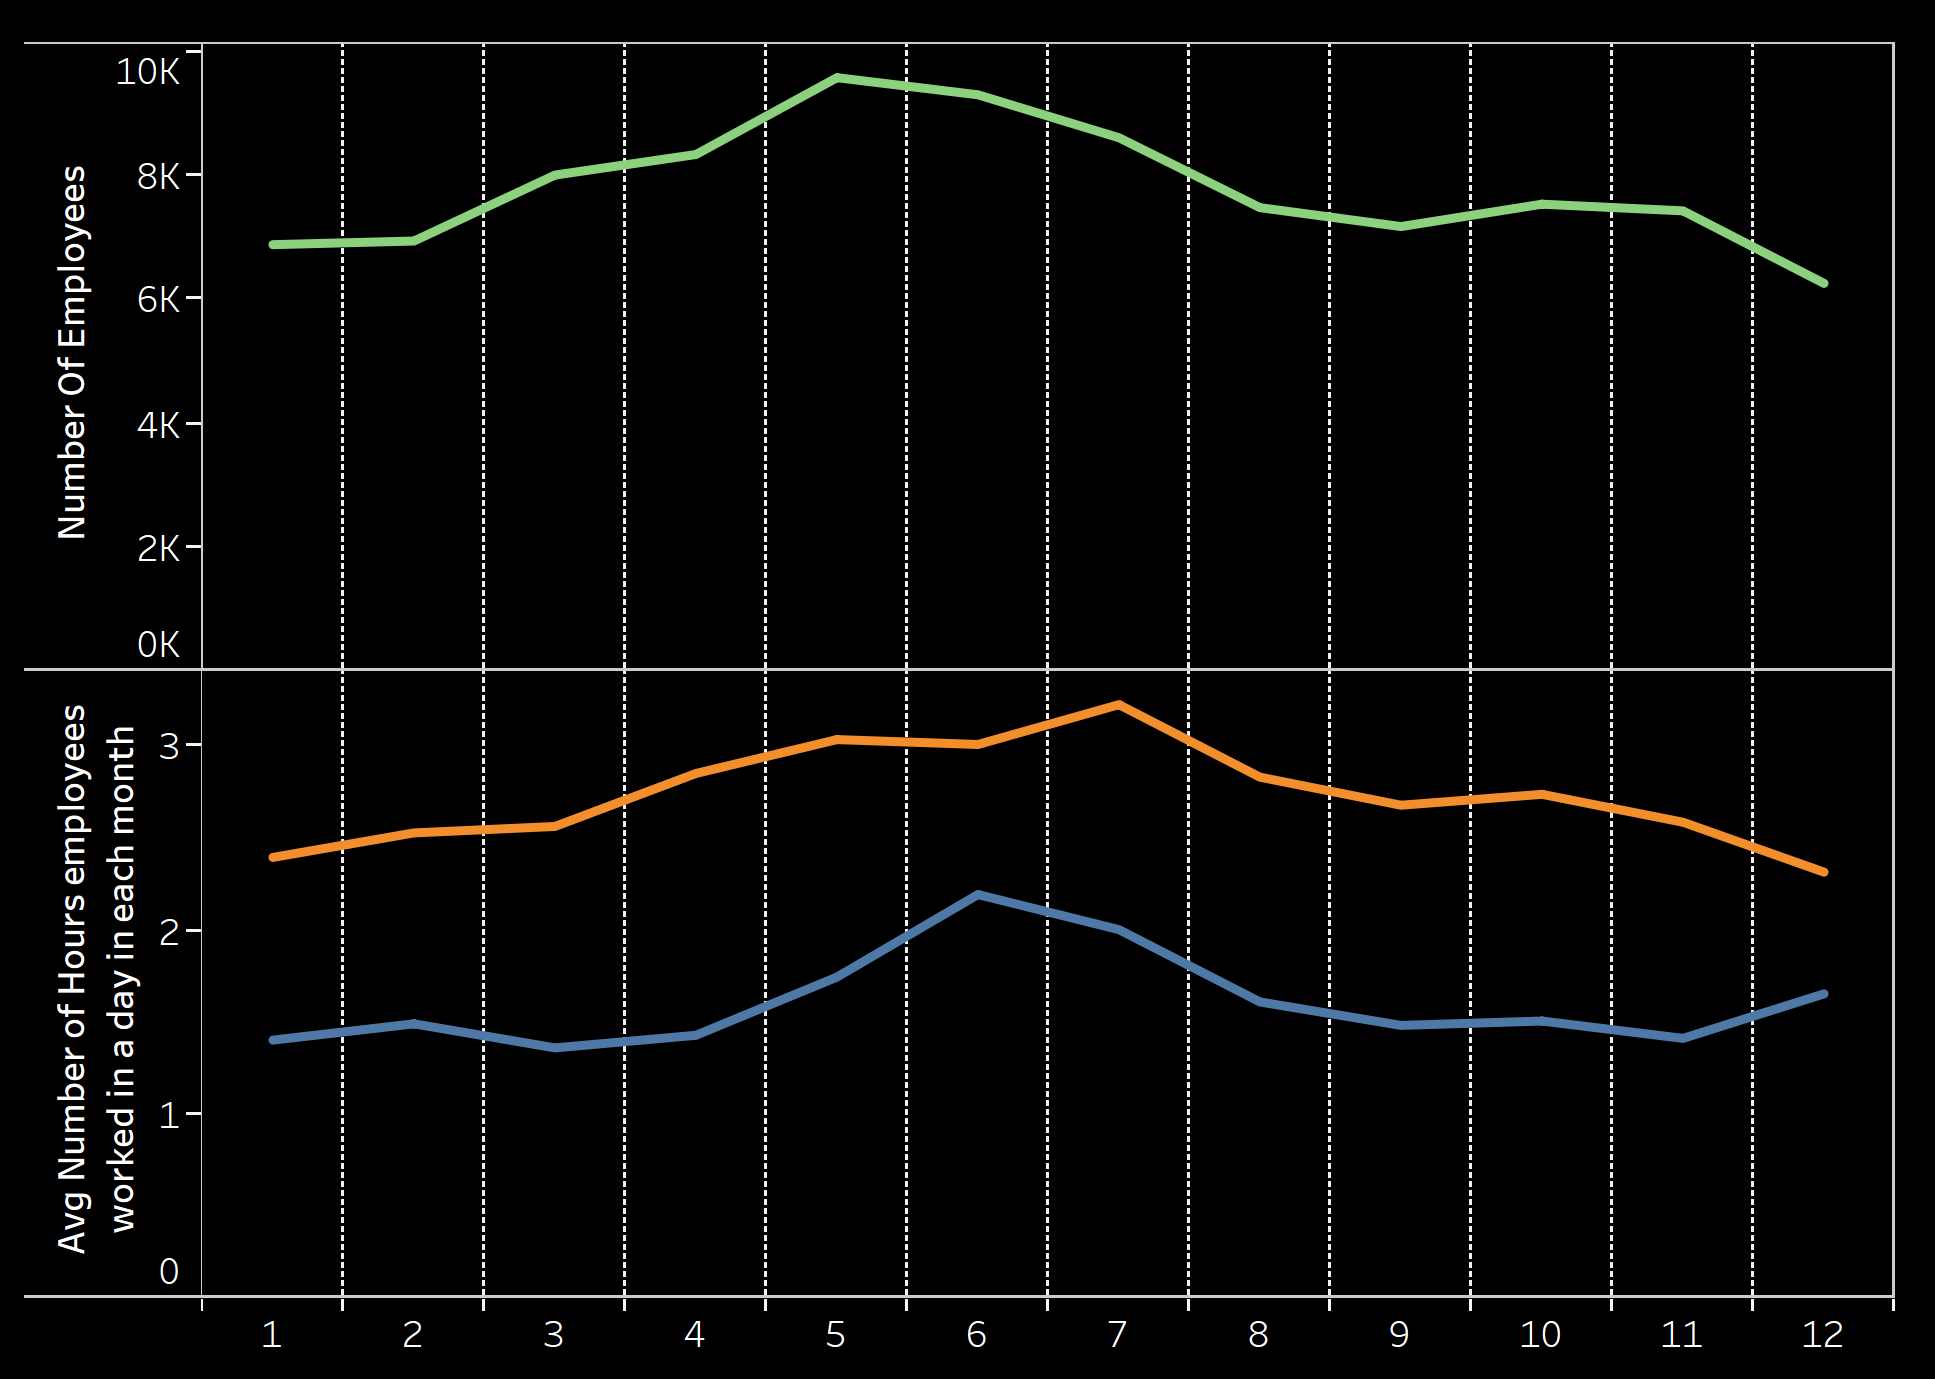 Number Of Employees
10K
8K
6K
4K
2K
0K
Avg Number of Hours employees
worked in a day in each month
3
2
1
0
1 2 3 4 5 6 7 8 9 10 11 12